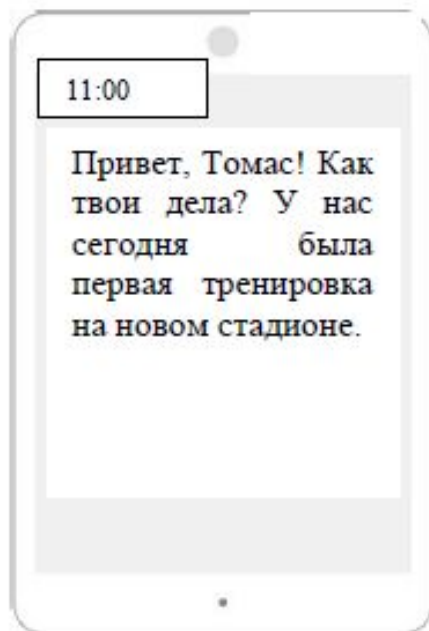 11:00
Привет, Томас! Как
твои дела? У нас
сегодня была
первая тренировка
на новом стадионе.